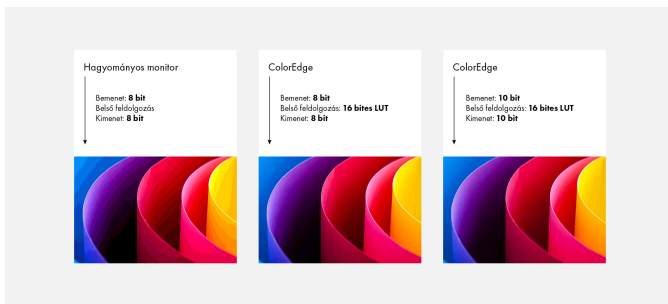 Hagyományos monitor
Bemenet: 8 bit
Belső feldolgozás
Kimenet: 8 bit
ColorEdge
Bemenet: 8 bit
Belső feldolgozás: 16 bites LUT
Kimenet: 8 bit
ColorEdge
Bemenet: 10 bit
Belső feldolgozás: 16 bites LUT
Kimenet: 10 bit